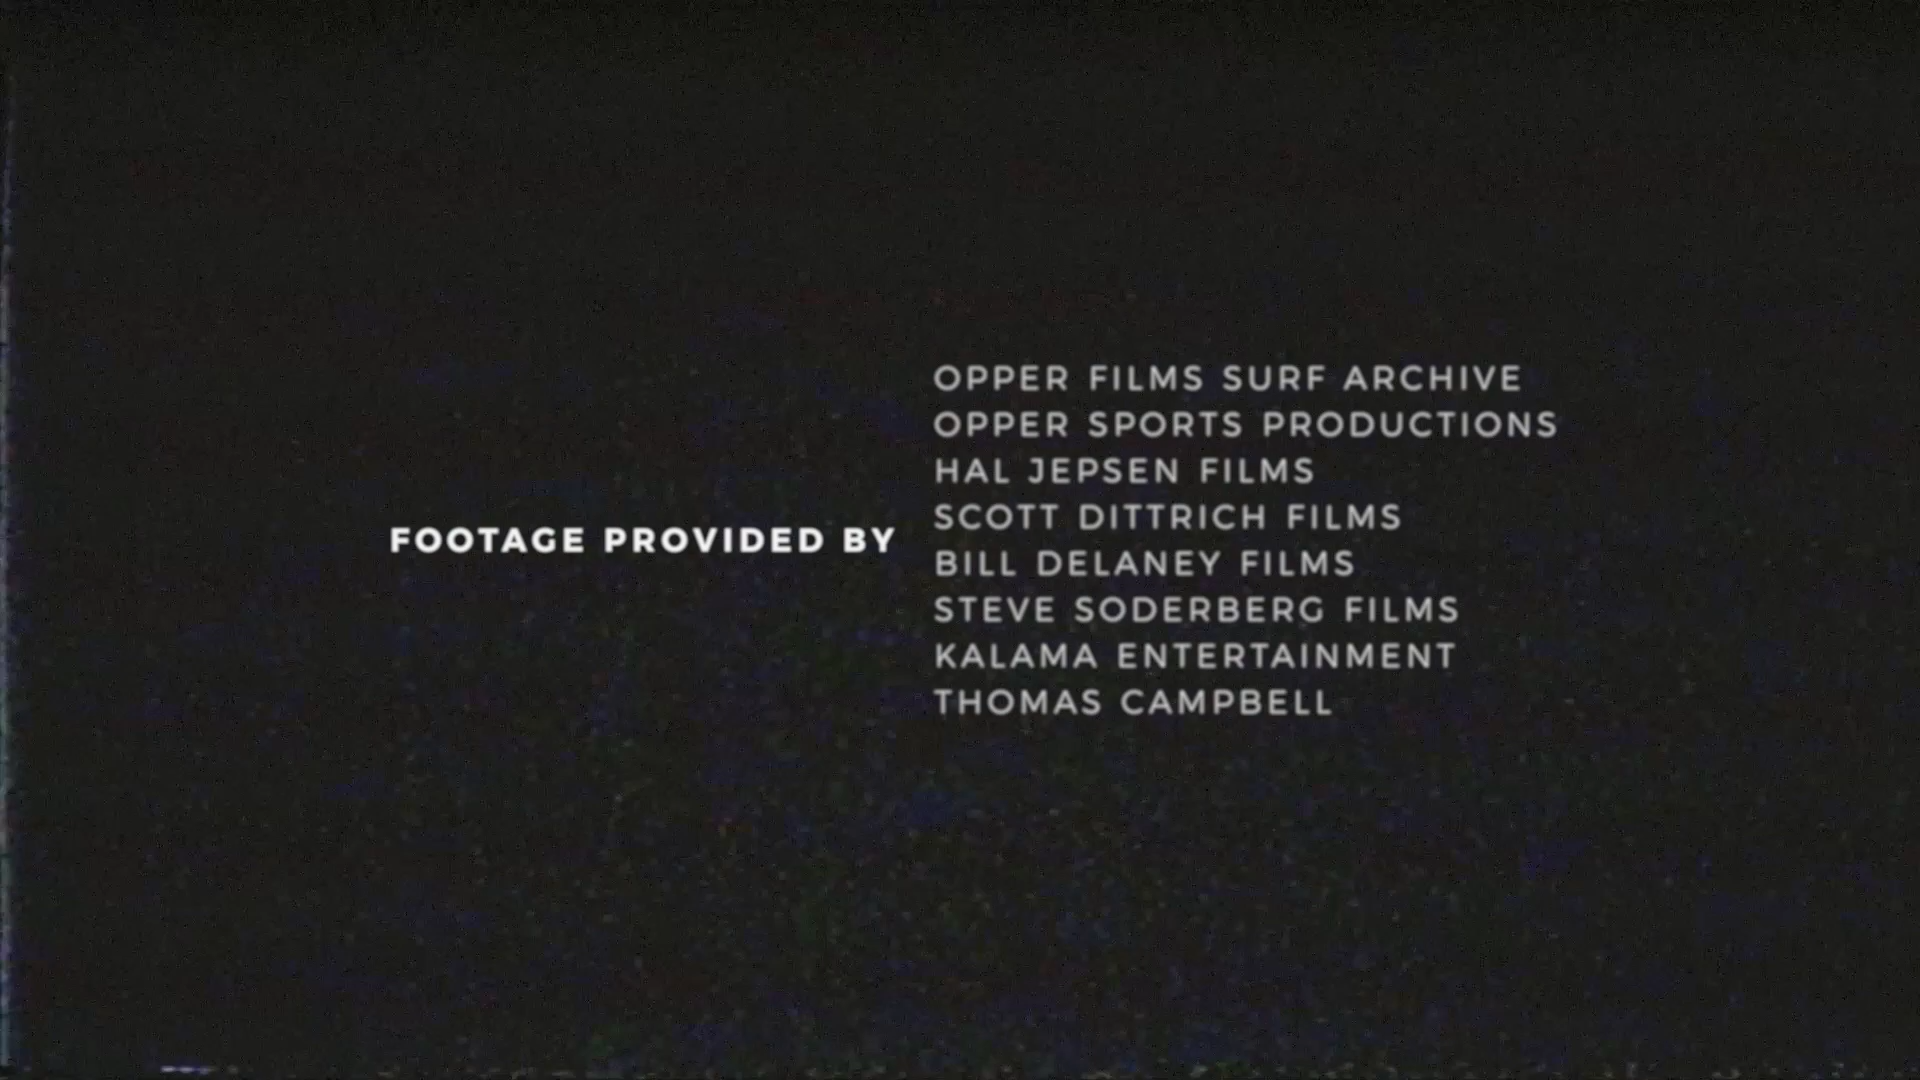 FOOTAGE PROVIDED BY
OPPER FILMS SURF ARCHIVE
OPPER SPORTS PRODUCTIONS
HAL JEPSEN FILMS
SCOTT DITTRICH FILMS
BILL DELANEY FILMS
STEVE SODERBERG FILMS
KALAMA ENTERTAINMENT
THOMAS CAMPBELL